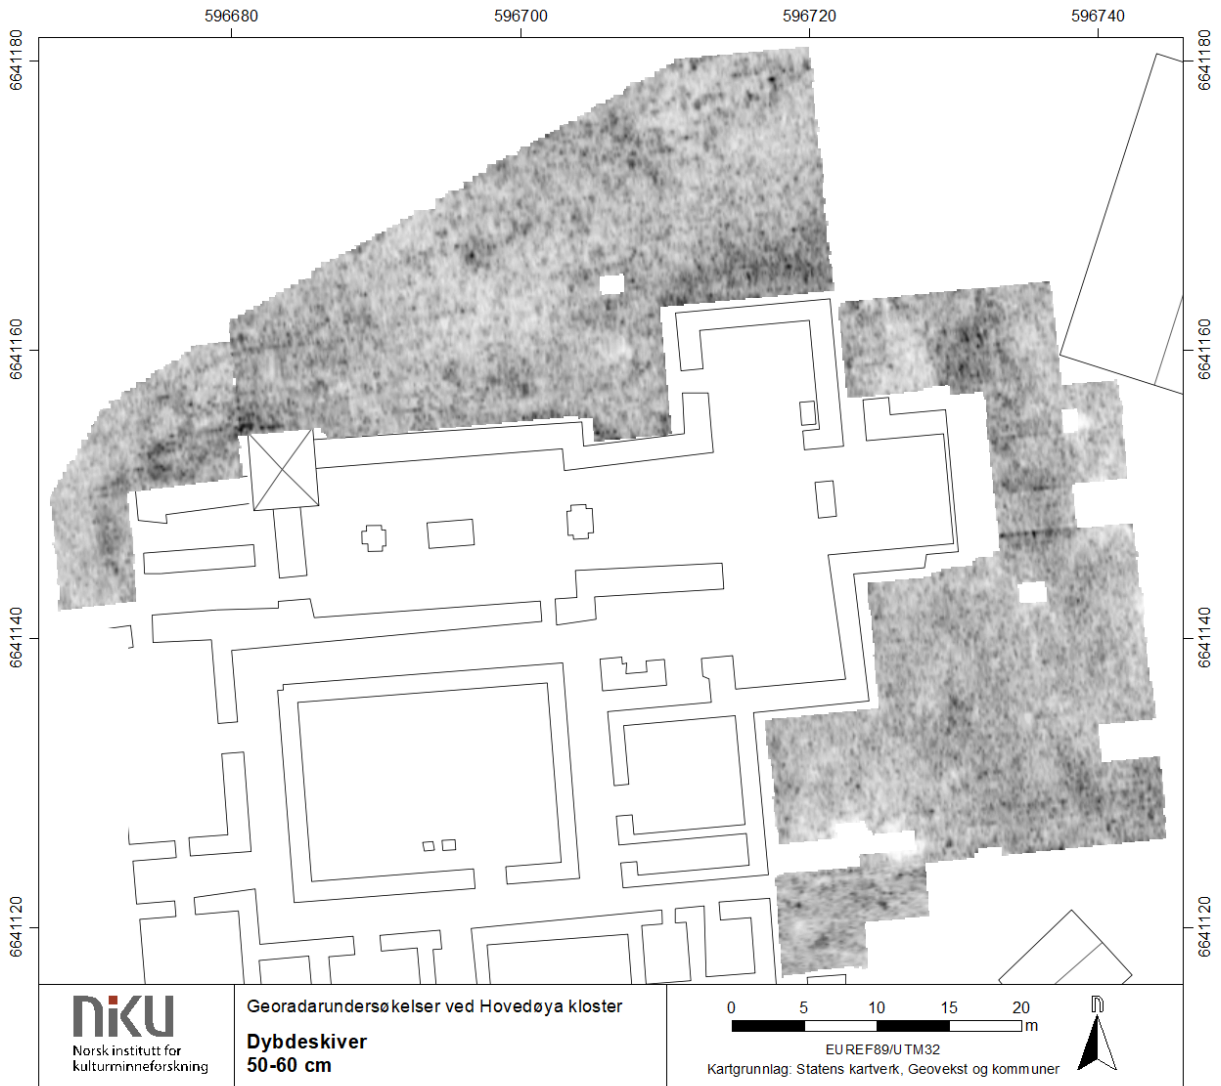 596680 596700 596720 596740
6641180 6641180
6641160 6641160
6641140 6641140
6641120 6641120
niku
Norsk institutt for
kulturminneforskning
Georadarundersøkelser ved Hovedøya kloster
Dybdeskiver
50-60 cm
0 5 10 15 20
m
EUREF89/UTM32
Kartgrunnlag: Statens kartverk, Geovekst og kommuner
n